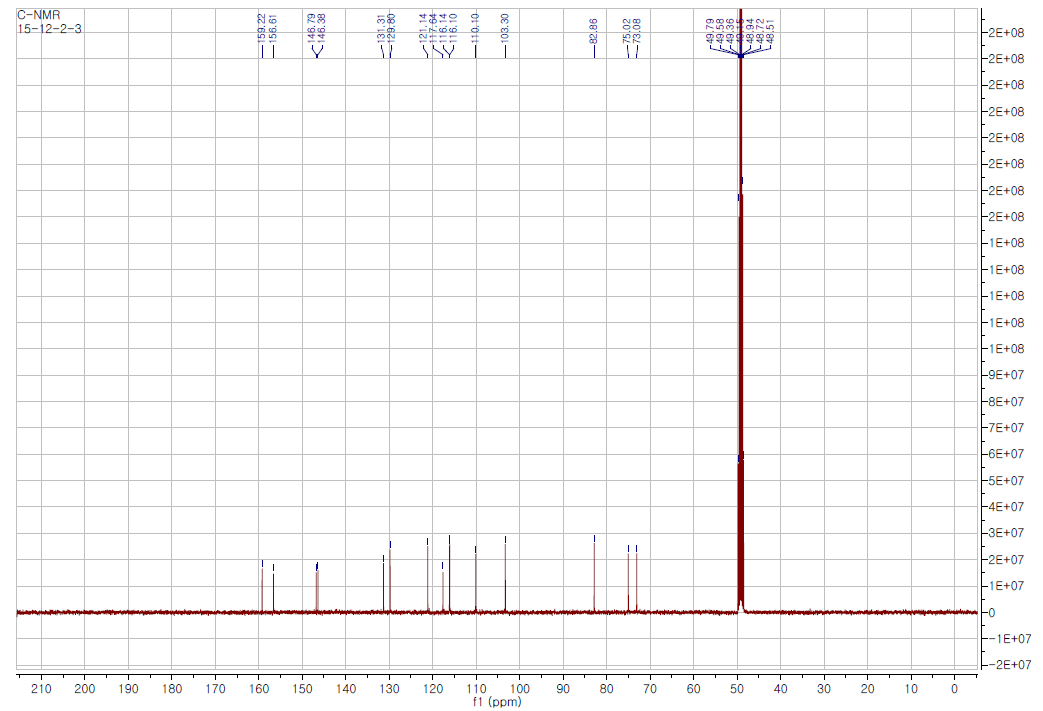 C-NMR
15-12-2-3
159.22
156.61
146.79
146.38
131.31
129.80
121.14
117.64
116.14
116.10
110.10
103.30
82.86
75.02
73.08
49.79
49.58
49.36
48.94
48.72
48.51
2E+08
2E+08
2E+08
2E+08
2E+08
2E+08
2E+08
2E+08
1E+08
1E+08
1E+08
1E+08
1E+08
9E+07
8E+07
7E+07
6E+07
5E+07
4E+07
3E+07
2E+07
1E+07
0
-1E+07
-2E+07
210 200 190 180 170 160 150 140 130 120 110 100 90 80 70 60 50 40 30 20 10 0
f1 (ppm)